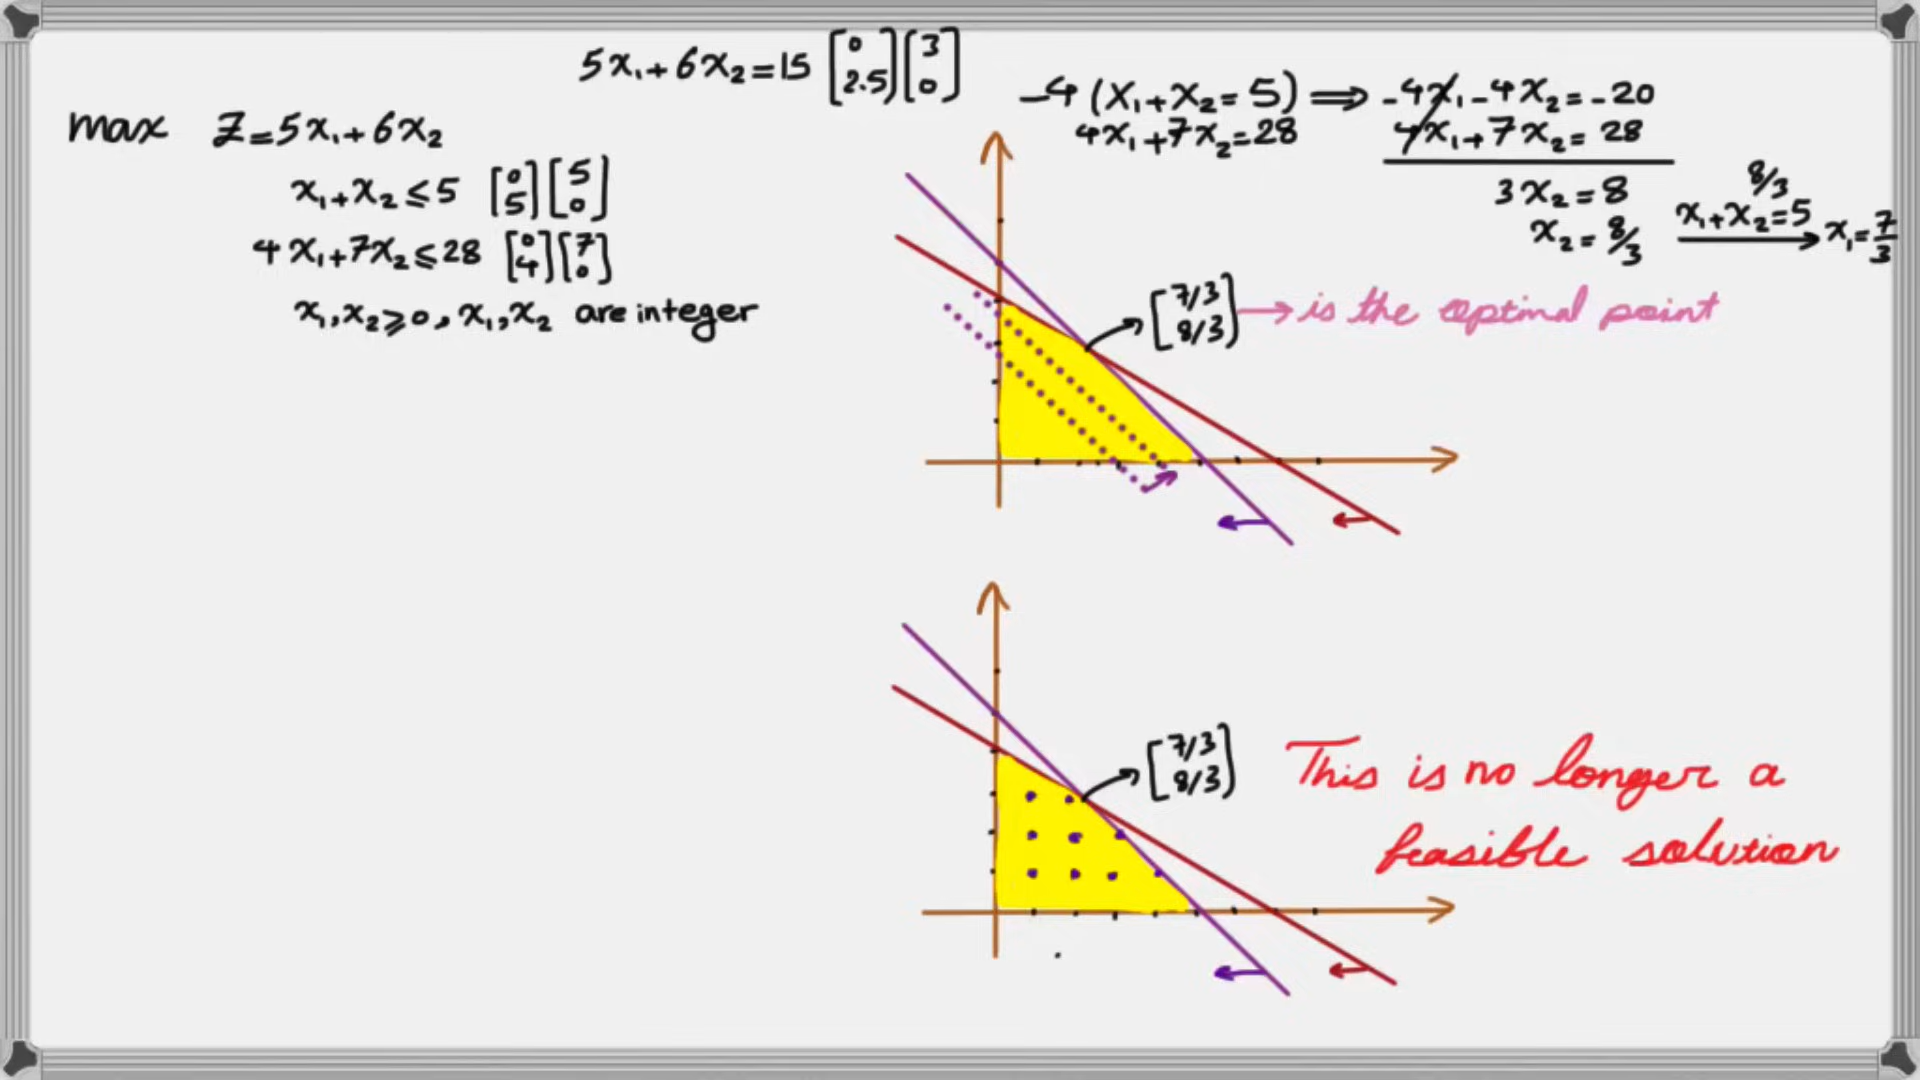 5x₁+6x₂=15 [0 2.5] [3 0]
max Z=5x₁+6x₂
x₁+x₂≤5 [0 5] [5 0]
4x₁+7x₂≤28 [0 4] [7 0]
x₁,x₂≥0, x₁,x₂ are integer
-4(x₁+x₂=5) ⟹ -4x₁-4x₂=-20
4x₁+7x₂=28 4x₁+7x₂=28
3x₂=8
x₂=8/3
8/3
x₁+x₂=5 → x₁=7/3
[7/3 8/3] → is the optimal point
[7/3 8/3]
This is no longer a
feasible solution